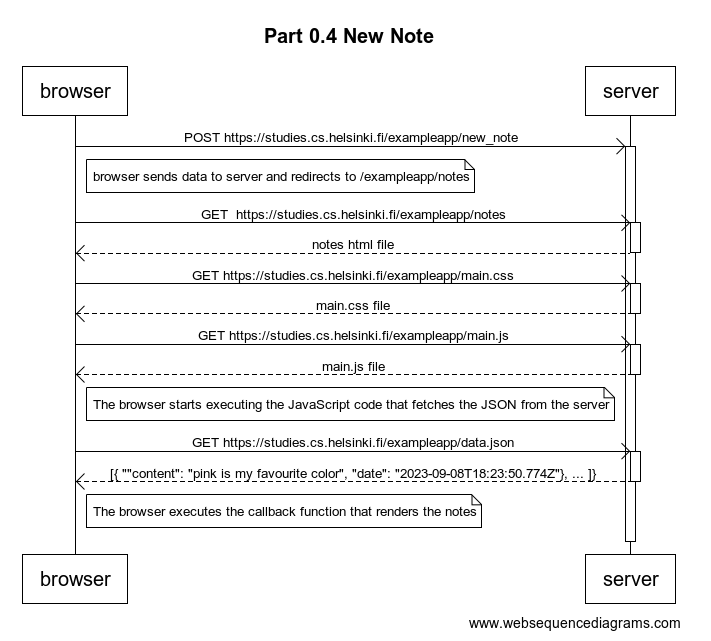 Part 0.4 New Note
browser
server
POST https://studies.cs.helsinki.fi/exampleapp/new_note
browser sends data to server and redirects to /exampleapp/notes
GET  https://studies.cs.helsinki.fi/exampleapp/notes
notes html file
GET https://studies.cs.helsinki.fi/exampleapp/main.css
main.css file
GET https://studies.cs.helsinki.fi/exampleapp/main.js
main.js file
The browser starts executing the JavaScript code that fetches the JSON from the server
GET https://studies.cs.helsinki.fi/exampleapp/data.json
[{ ""content": "pink is my favourite color", "date": "2023-09-08T18:23:50.774Z"}, ... ]}
The browser executes the callback function that renders the notes
browser
server
www.websequencediagrams.com